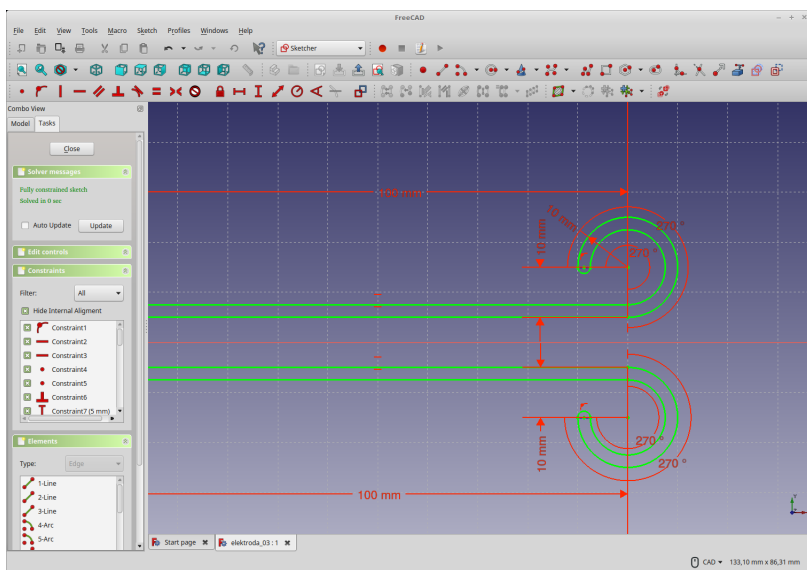 FreeCAD
File Edit View Tools Macro Sketch Profiles Windows Help
Sketcher
Combo View
Model Tasks
Close
Solver messages
Fully constrained sketch
Solved in 0 sec
Auto Update Update
Edit controls
Constraints
Filter: All
Hide Internal Aligment
Constraint1
Constraint2
Constraint3
Constraint4
Constraint5
Constraint6
Constraint7 (5 mm)
Elements
Type: Edge
1-Line
2-Line
3-Line
4-Arc
5-Arc
100 mm
10 mm
10 mm
270 °
270 °
10 mm
270 °
270 °
100 mm
Start page
elektroda_03 : 1
CAD
133,10 mm x 86,31 mm